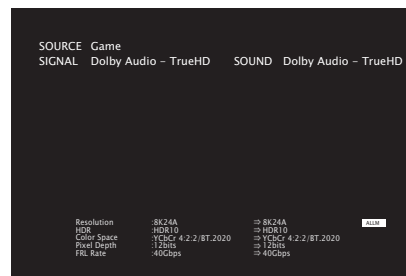 SOURCE Game
SIGNAL Dolby Audio – TrueHD SOUND Dolby Audio – TrueHD
Resolution :8K24A ⇒ 8K24A ALLM
HDR :HDR10 ⇒ HDR10
Color Space :YCbCr 4:2:2/BT.2020 ⇒ YCbCr 4:2:2/BT.2020
Pixel Depth :12bits ⇒ 12bits
FRL Rate :40Gbps ⇒ 40Gbps